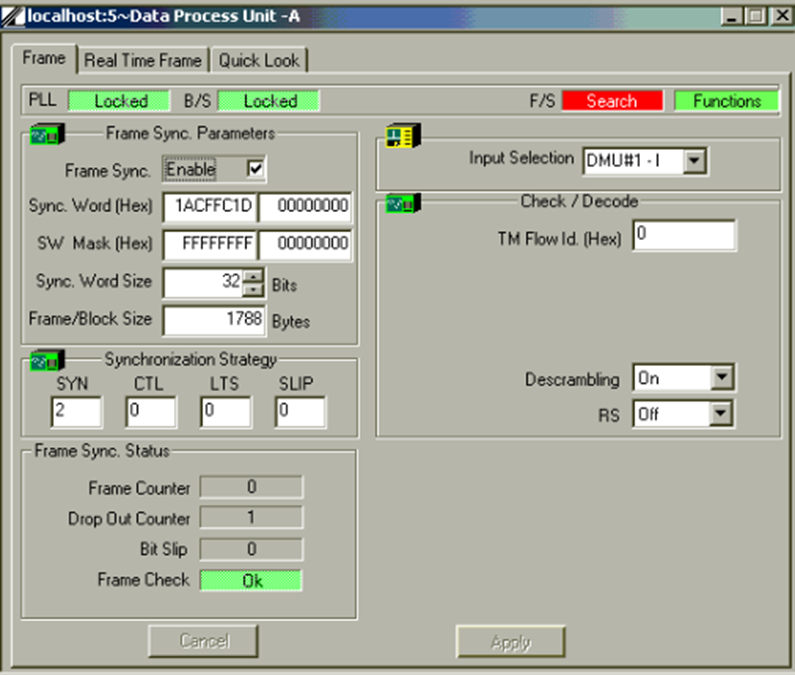 localhost:5~Data Process Unit -A
Frame Real Time Frame Quick Look
PLL Locked B/S Locked F/S Search Functions
Frame Sync. Parameters
Frame Sync. Enable
Sync. Word (Hex) 1ACFFC1D 00000000
SW Mask (Hex) FFFFFFFF 00000000
Sync. Word Size 32 Bits
Frame/Block Size 1788 Bytes
Synchronization Strategy
SYN CTL LTS SLIP
2 0 0 0
Frame Sync. Status
Frame Counter 0
Drop Out Counter 1
Bit Slip 0
Frame Check Ok
Input Selection DMU#1 - I
Check / Decode
TM Flow Id. (Hex) 0
Descrambling On
RS Off
Cancel Apply